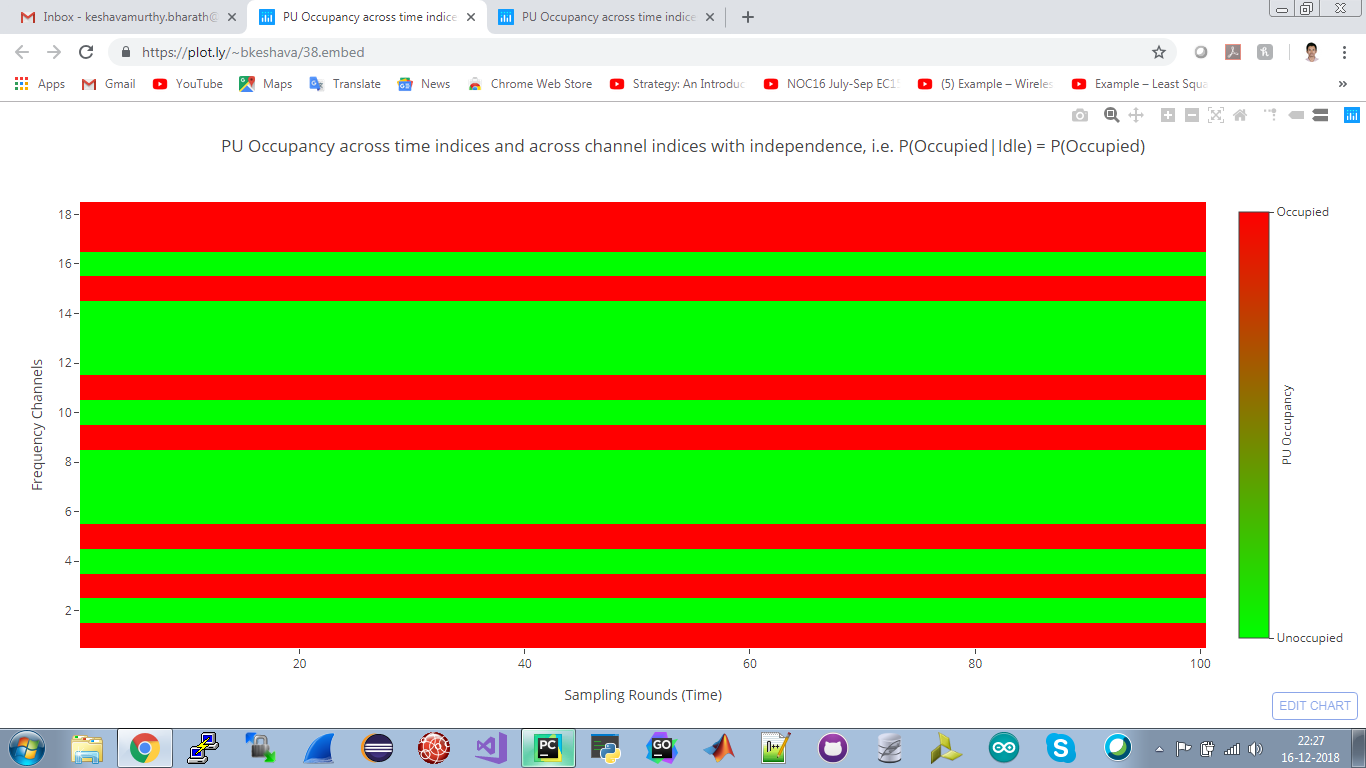 Inbox - keshavamurthy.bharath@
PU Occupancy across time indice
PU Occupancy across time indice
https://plot.ly/~bkeshava/38.embed
Apps
Gmail
YouTube
Maps
Translate
News
Chrome Web Store
Strategy: An Introduc
NOC16 July-Sep EC1
(5) Example – Wireles
Example – Least Squa
»
PU Occupancy across time indices and across channel indices with independence, i.e. P(Occupied|Idle) = P(Occupied)
18
16
14
12
10
8
6
4
2
Frequency Channels
20
40
60
80
100
Sampling Rounds (Time)
Occupied
PU Occupancy
Unoccupied
EDIT CHART
PC
GO
N++
22:27
16-12-2018